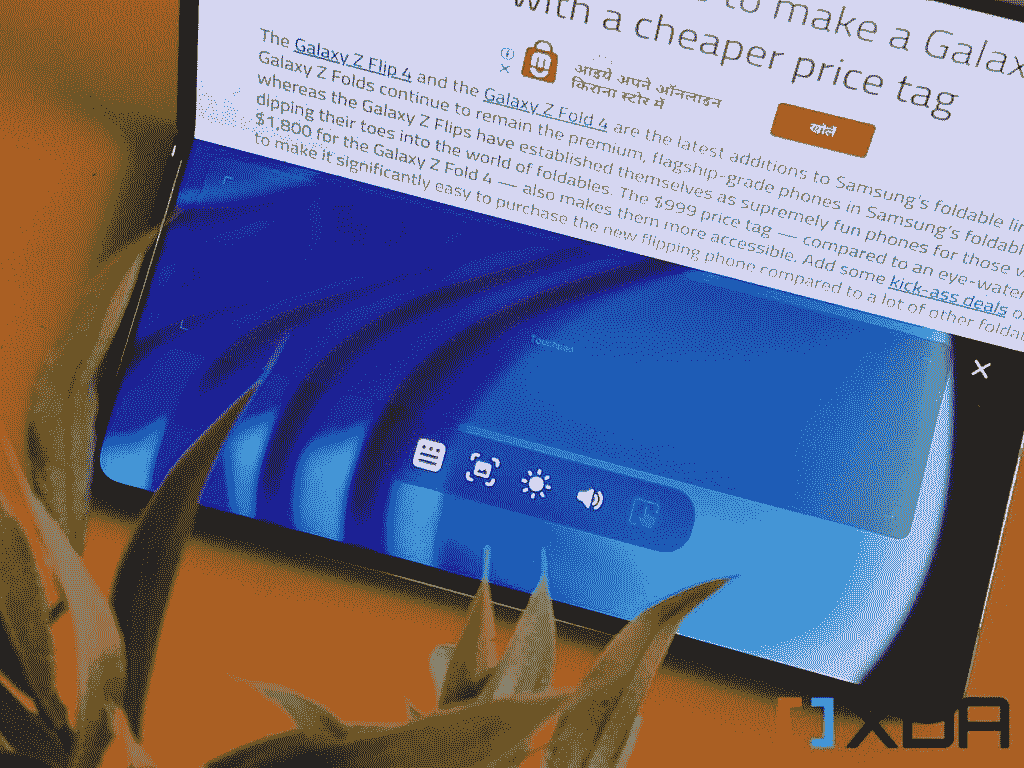 to make a Galax
with a cheaper price tag
आइये अपने ऑनलाइन
किराना स्टोर में
खोलें
The Galaxy Z Flip 4 and the Galaxy Z Fold 4 are the latest additions to Samsung's foldable lin
Galaxy Z Folds continue to remain the premium, flagship-grade phones in Samsung's foldabl
whereas the Galaxy Z Flips have established themselves as supremely fun phones for those w
dipping their toes into the world of foldables. The $999 price tag — compared to an eye-water
$1,800 for the Galaxy Z Fold 4 — also makes them more accessible. Add some kick-ass deals o
to make it significantly easy to purchase the new flipping phone compared to a lot of other foldab
Touchpad
XDA